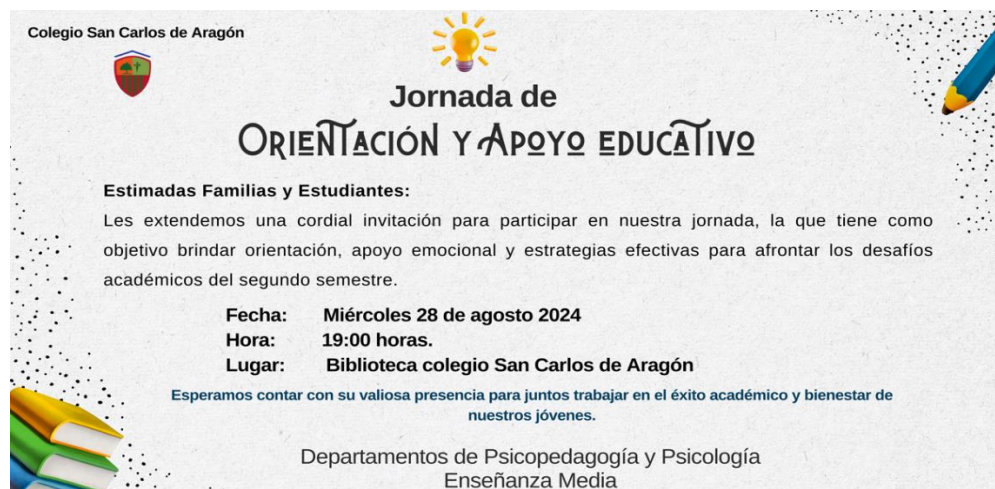 Colegio San Carlos de Aragón
Jornada de
ORIENTACIÓN Y APOYO EDUCATIVO
Estimadas Familias y Estudiantes:
Les extendemos una cordial invitación para participar en nuestra jornada, la que tiene como
objetivo brindar orientación, apoyo emocional y estrategias efectivas para afrontar los desafíos
académicos del segundo semestre.
Fecha: Miércoles 28 de agosto 2024
Hora: 19:00 horas.
Lugar: Biblioteca colegio San Carlos de Aragón
Esperamos contar con su valiosa presencia para juntos trabajar en el éxito académico y bienestar de
nuestros jóvenes.
Departamentos de Psicopedagogía y Psicología
Enseñanza Media